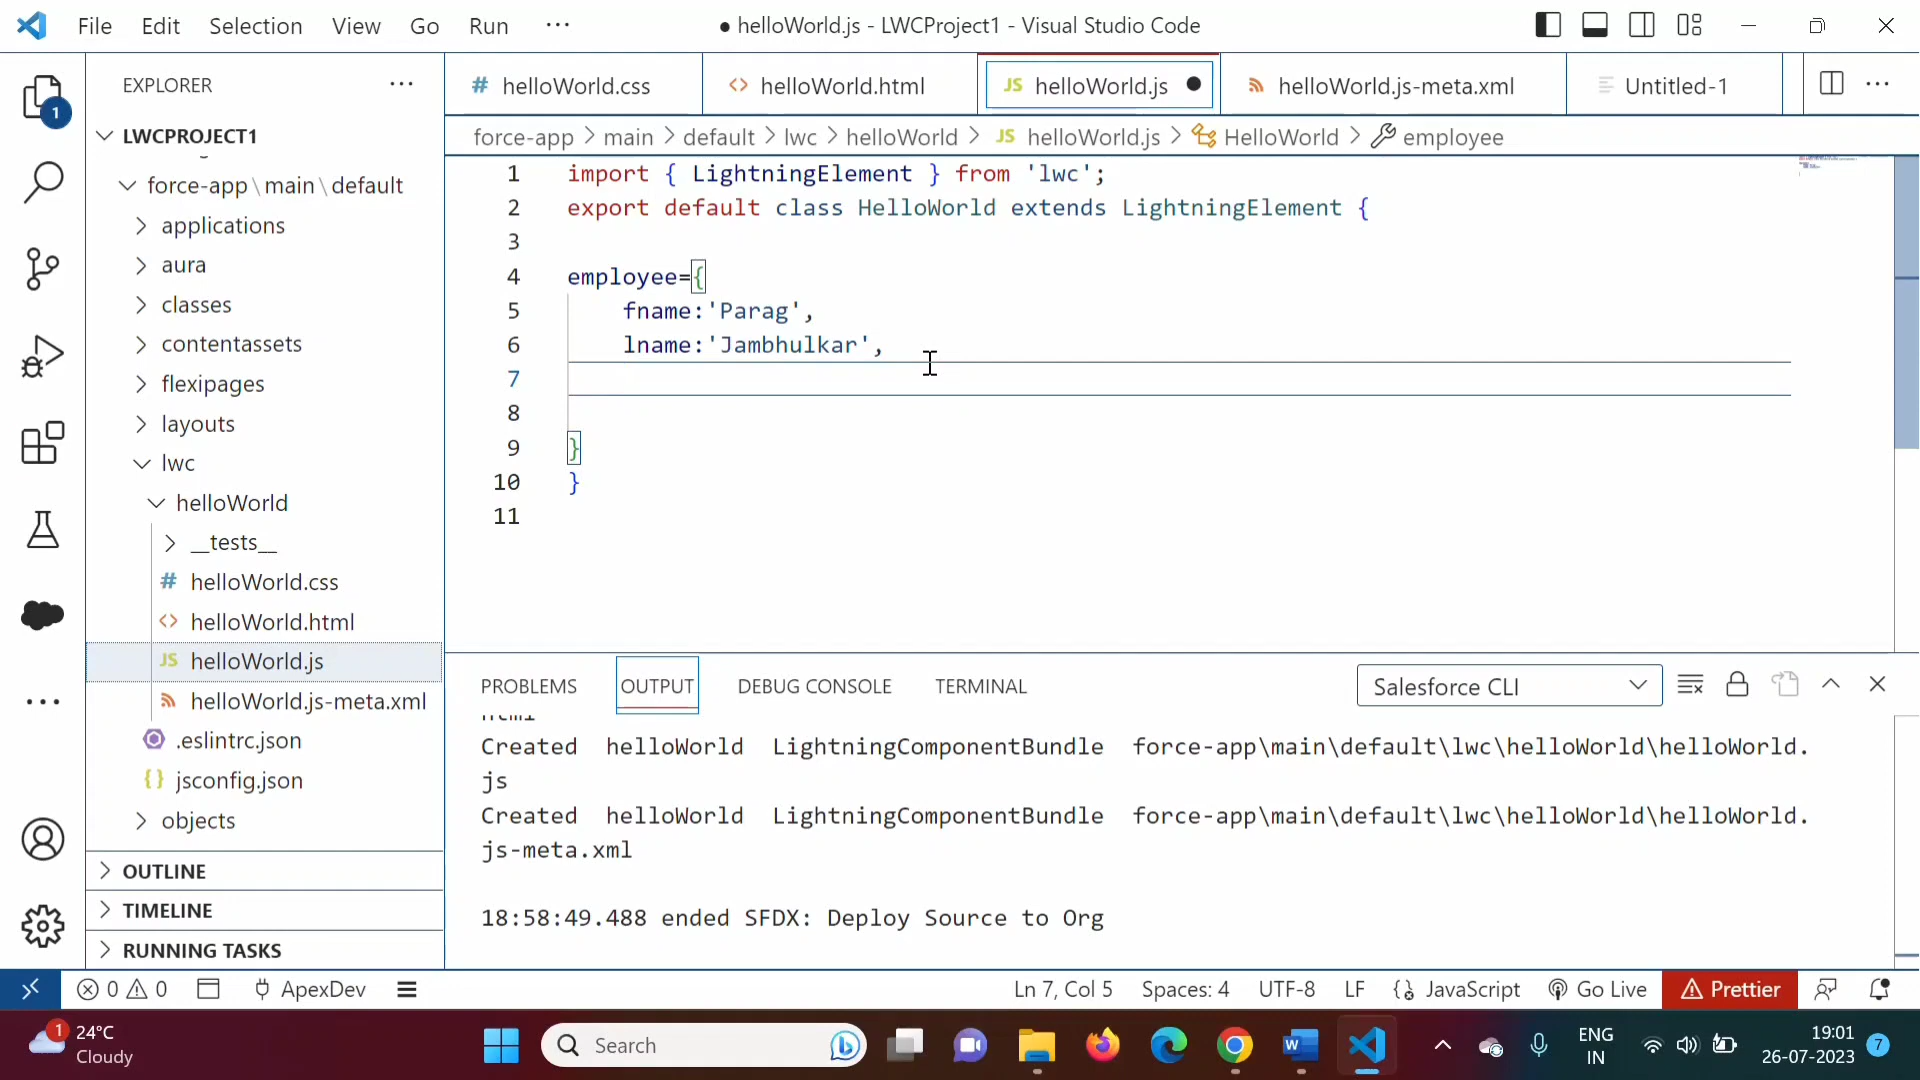 File Edit Selection View Go Run ···
● helloWorld.js - LWCProject1 - Visual Studio Code
EXPLORER ···
1
LWCPROJECT1
force-app\main\default
applications
aura
classes
contentassets
flexipages
layouts
lwc
helloWorld
__tests__
# helloWorld.css
<> helloWorld.html
JS helloWorld.js
helloWorld.js-meta.xml
.eslintrc.json
{} jsconfig.json
objects
OUTLINE
TIMELINE
RUNNING TASKS
# helloWorld.css <> helloWorld.html JS helloWorld.js ● helloWorld.js-meta.xml Untitled-1 ···
force-app > main > default > lwc > helloWorld > JS helloWorld.js > HelloWorld > employee
1 import { LightningElement } from 'lwc';
2 export default class HelloWorld extends LightningElement {
3
4 employee={
5 fname:'Parag',
6 lname:'Jambhulkar',
7
8
9 }
10 }
11
PROBLEMS OUTPUT DEBUG CONSOLE TERMINAL Salesforce CLI
html
Created helloWorld LightningComponentBundle force-app\main\default\lwc\helloWorld\helloWorld.
js
Created helloWorld LightningComponentBundle force-app\main\default\lwc\helloWorld\helloWorld.
js-meta.xml
18:58:49.488 ended SFDX: Deploy Source to Org
0 0 ApexDev Ln 7, Col 5 Spaces: 4 UTF-8 LF JavaScript Go Live Prettier
1 24°C
Cloudy
Search
ENG
IN
19:01
26-07-2023
7